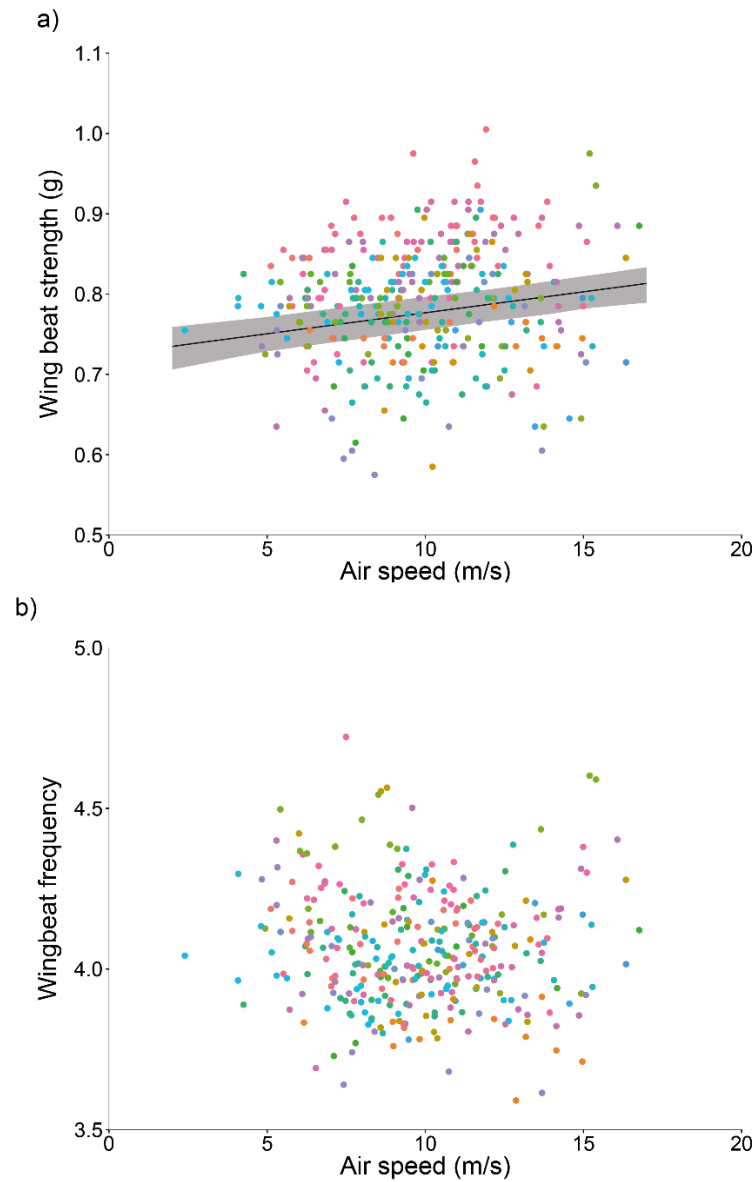 a)
1.1
1.0
0.9
0.8
0.7
0.6
0.5
Wing beat strength (g)
0 5 10 15 20
Air speed (m/s)
b)
5.0
4.5
4.0
3.5
Wingbeat frequency
0 5 10 15 20
Air speed (m/s)